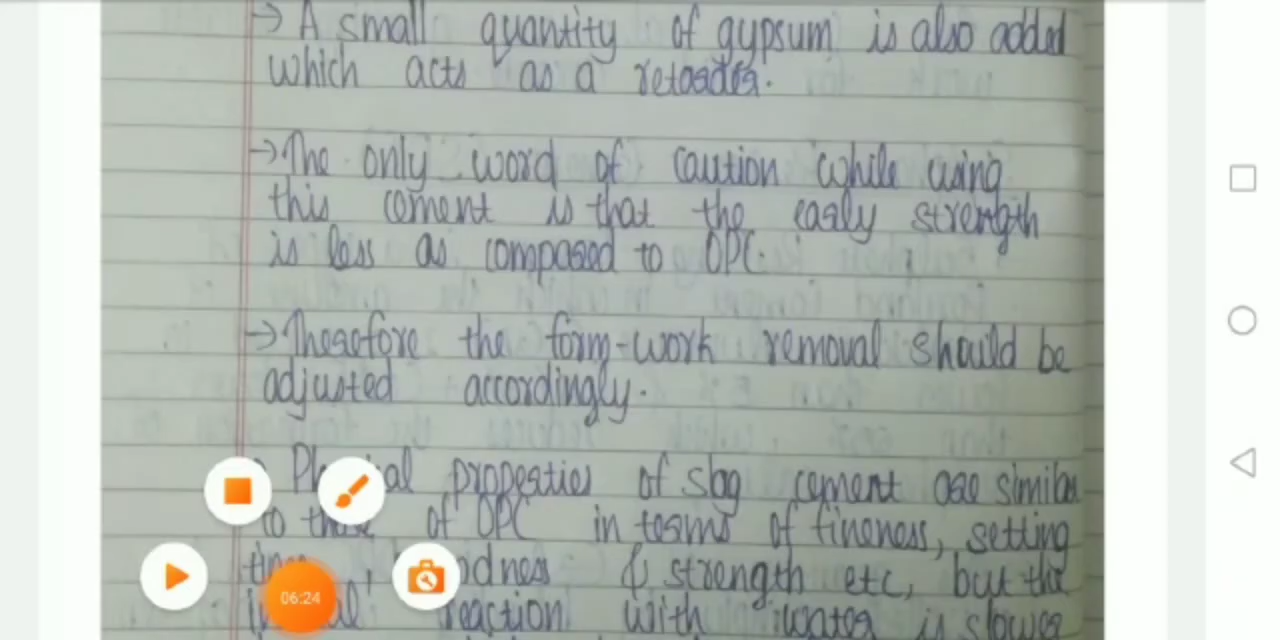 → A small quantity of gypsum is also added
which acts as a retarder.
→ The only word of caution while using
this cement is that the early strength
is less as compared to OPC.
→ Therefore the form-work removal should be
adjusted accordingly.
properties of slag cement are similar
to those of OPC in terms of fineness, setting
& strength etc, but the
reaction with water is slower
06:24